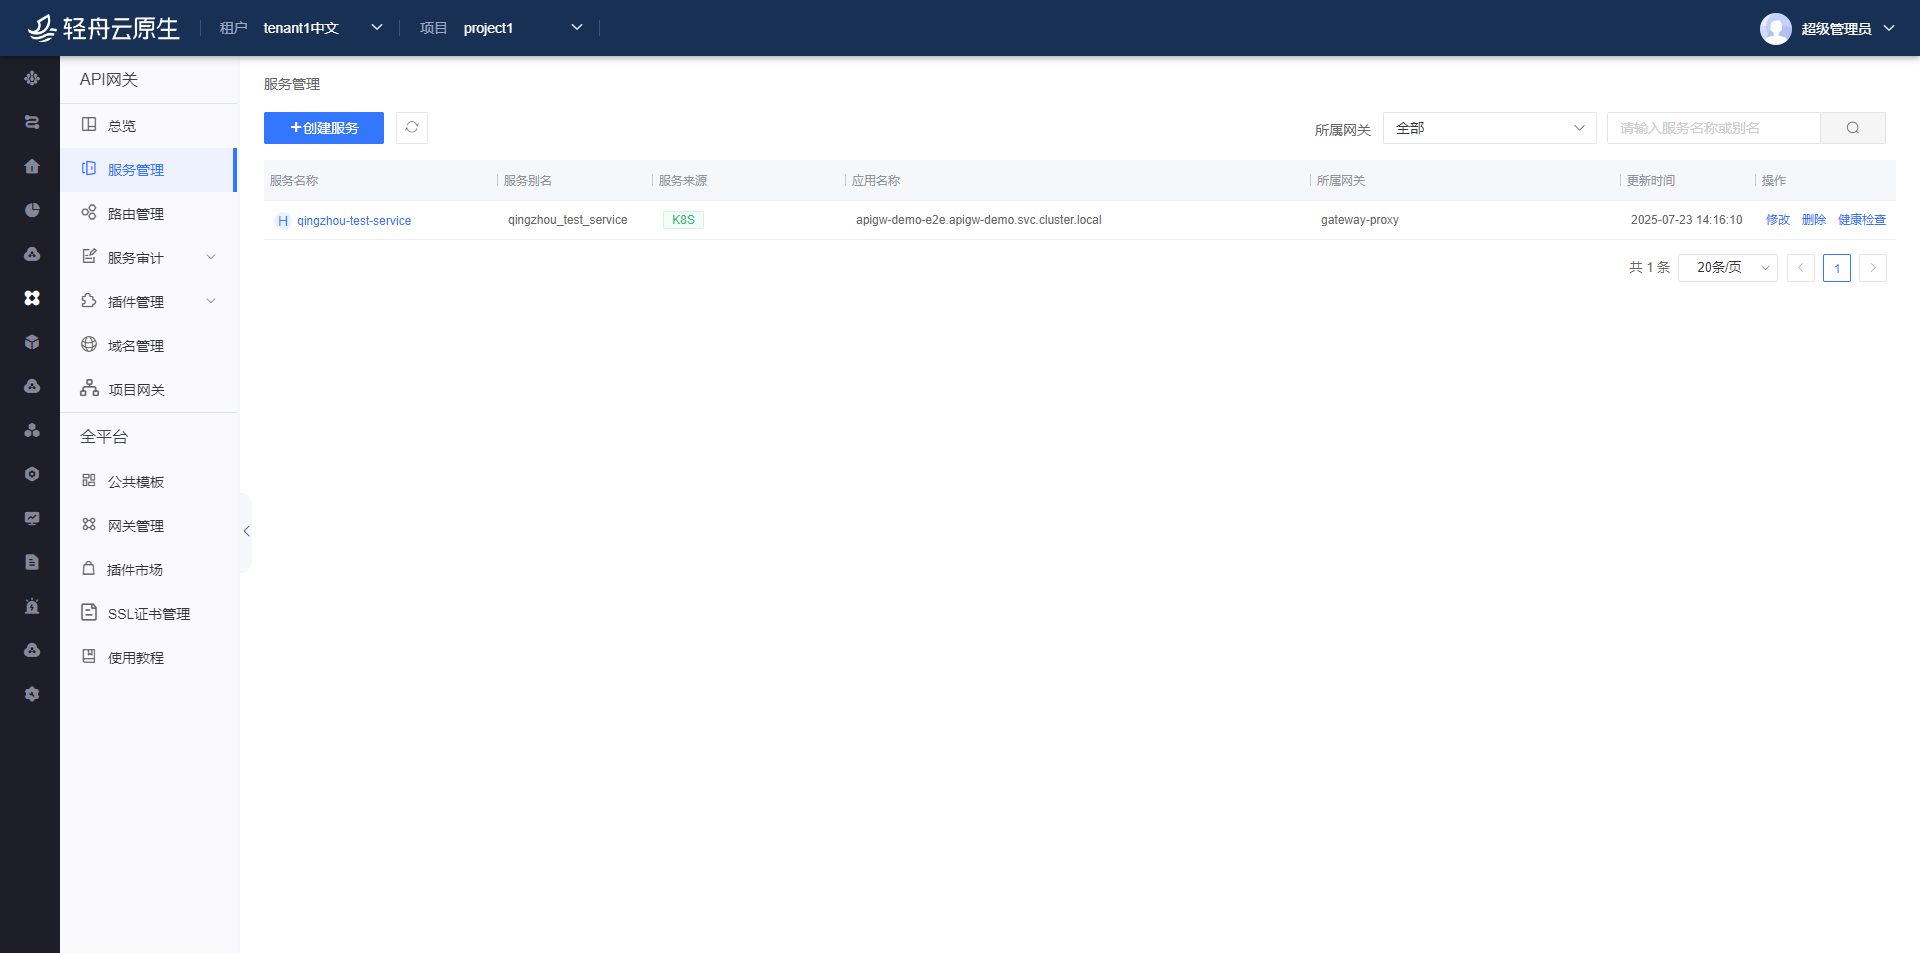 轻舟云原生
租户 tenant1中文
项目 project1
超级管理员
API网关
总览
服务管理
路由管理
服务审计
插件管理
域名管理
项目网关
全平台
公共模板
网关管理
插件市场
SSL证书管理
使用教程
服务管理
+创建服务
所属网关 全部 请输入服务名称或别名
服务名称 服务别名 服务来源 应用名称 所属网关 更新时间 操作
H qingzhou-test-service qingzhou_test_service K8S apigw-demo-e2e.apigw-demo.svc.cluster.local gateway-proxy 2025-07-23 14:16:10 修改 删除 健康检查
共 1 条 20条/页 1